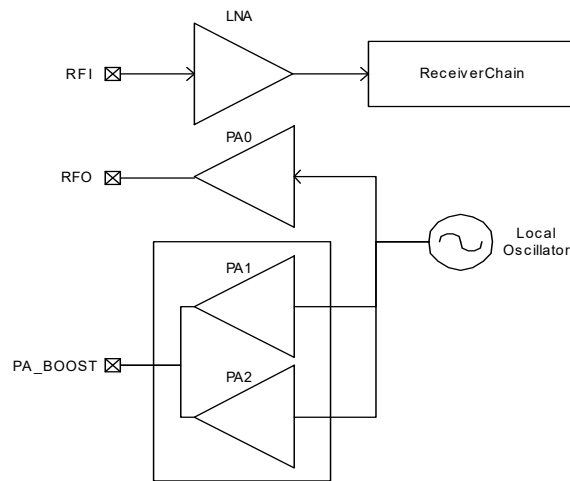 LNA
RFI
ReceiverChain
PA0
RFO
Local
Oscillator
PA1
PA_BOOST
PA2